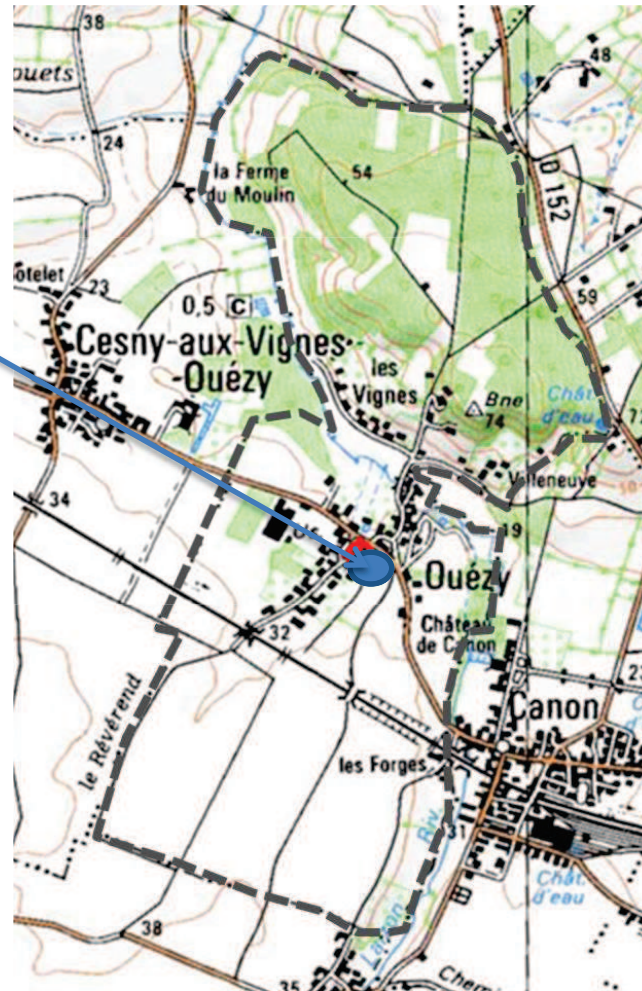 38
48
24
la Ferme
du Moulin
54
D 152
23
59
0,5 C
Cesny-aux-Vignes
-Ouézy
les
Vignes
Bne
74
Chât.
d'eau
Villeneuve
34
19
Ouézy
32
Château
de Canon
le Révérend
Canon
les Forges
Riv.
31
Chât.
d'eau
Laizon
38
35